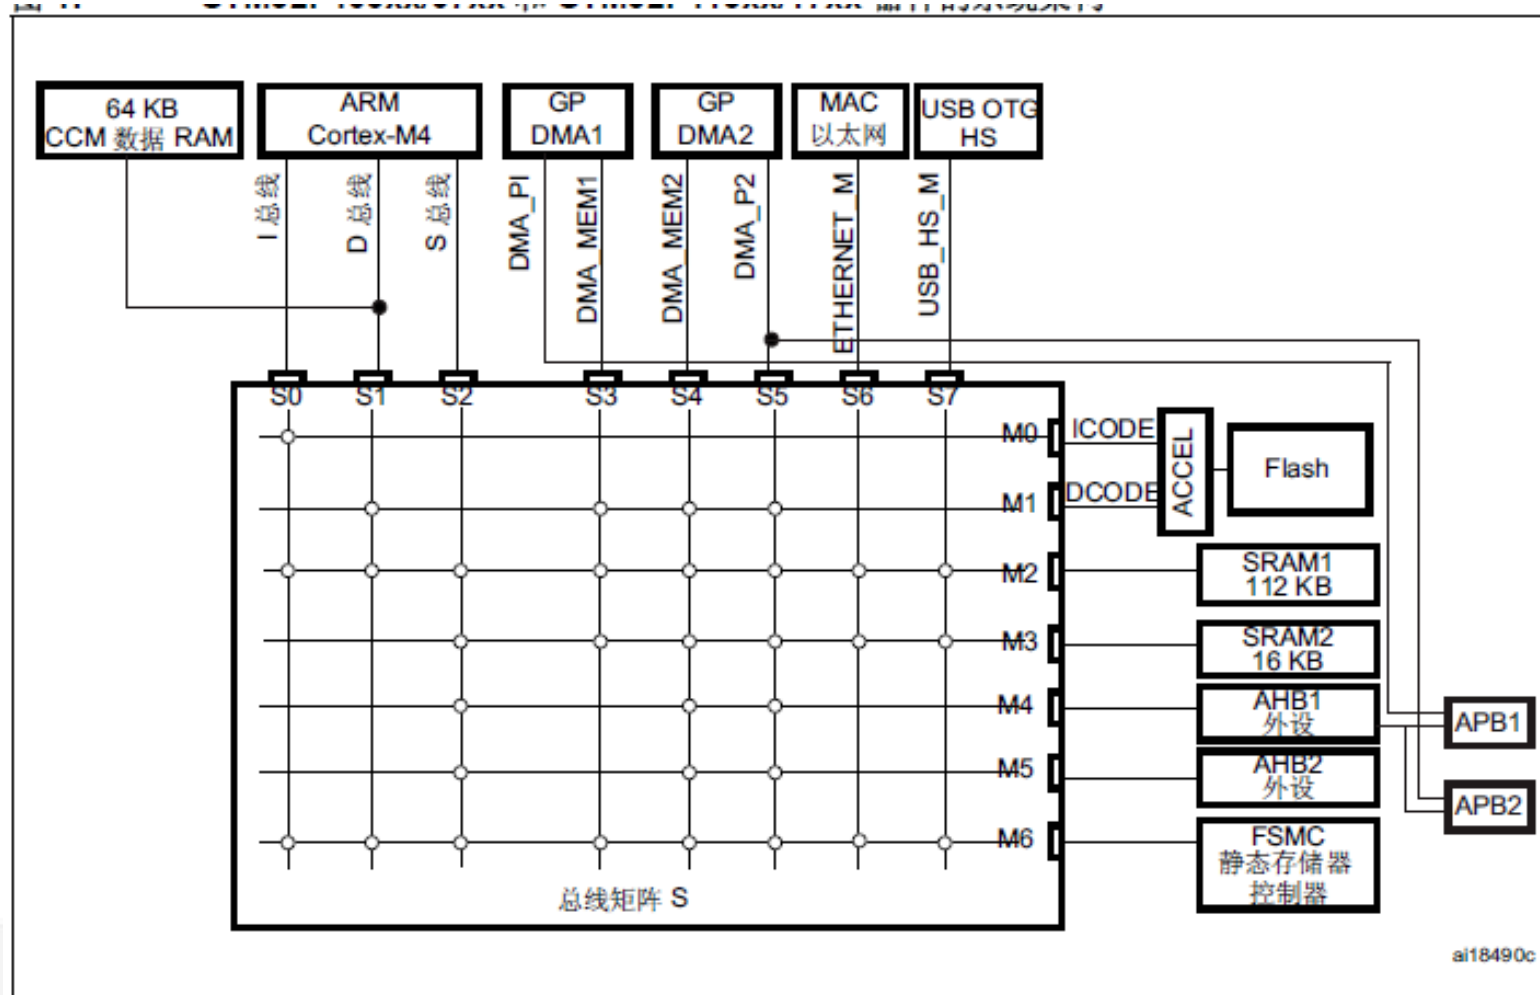 64 KB
CCM 数据 RAM
ARM
Cortex-M4
GP
DMA1
GP
DMA2
MAC
以太网
USB OTG
HS
I 总线
D 总线
S 总线
DMA_PI
DMA_MEM1
DMA_MEM2
DMA_P2
ETHERNET_M
USB_HS_M
S0 S1 S2 S3 S4 S5 S6 S7
M0
ICODE
ACCEL
Flash
M1
DCODE
M2
SRAM1
112 KB
M3
SRAM2
16 KB
M4
AHB1
外设
APB1
M5
AHB2
外设
APB2
M6
FSMC
静态存储器
控制器
总线矩阵 S
ai18490c